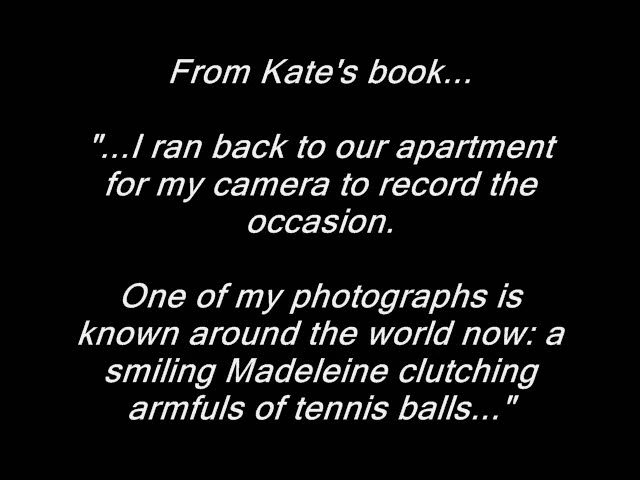 From Kate's book...
"...I ran back to our apartment
for my camera to record the
occasion.
One of my photographs is
known around the world now: a
smiling Madeleine clutching
armfuls of tennis balls..."